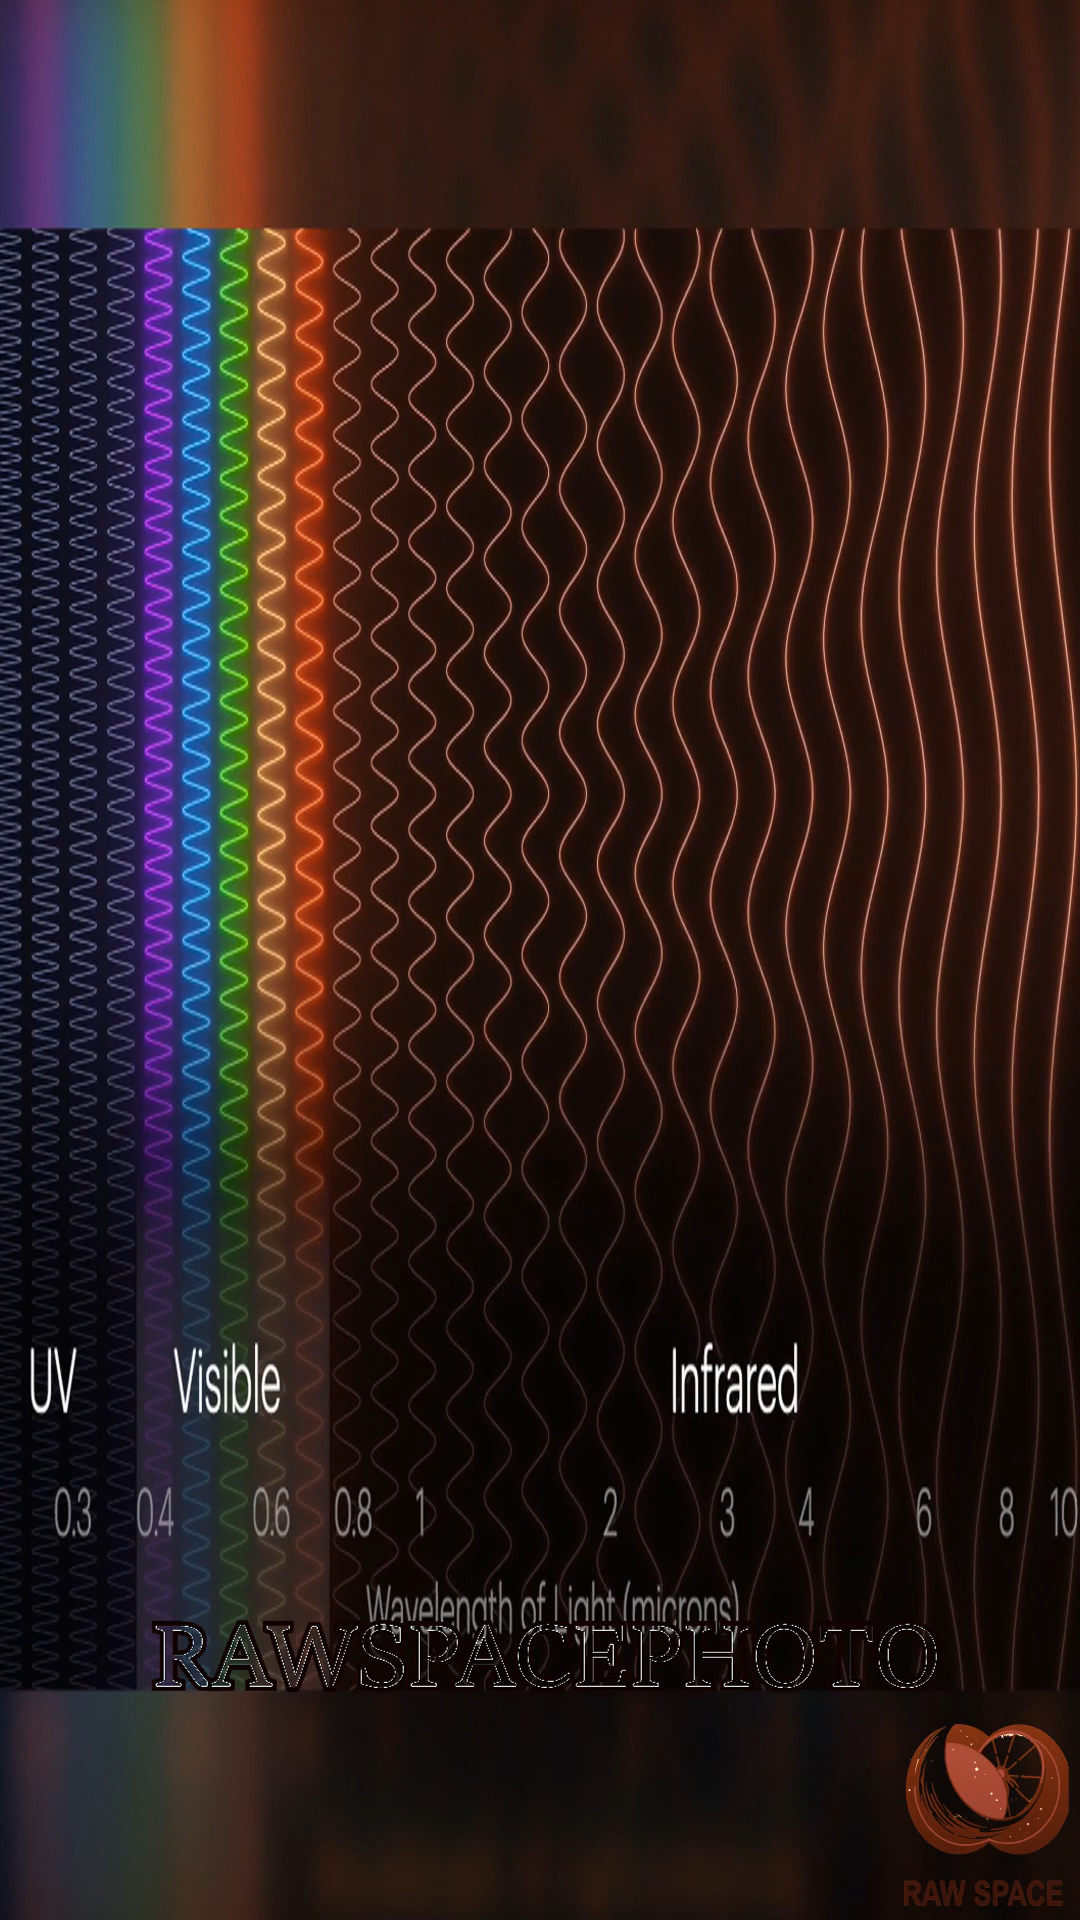 UV Visible Infrared
0.3 0.4 0.6 0.8 1 2 3 4 6 8 10
Wavelength of Light (microns)
RAWSPACEPHOTO
RAW SPACE